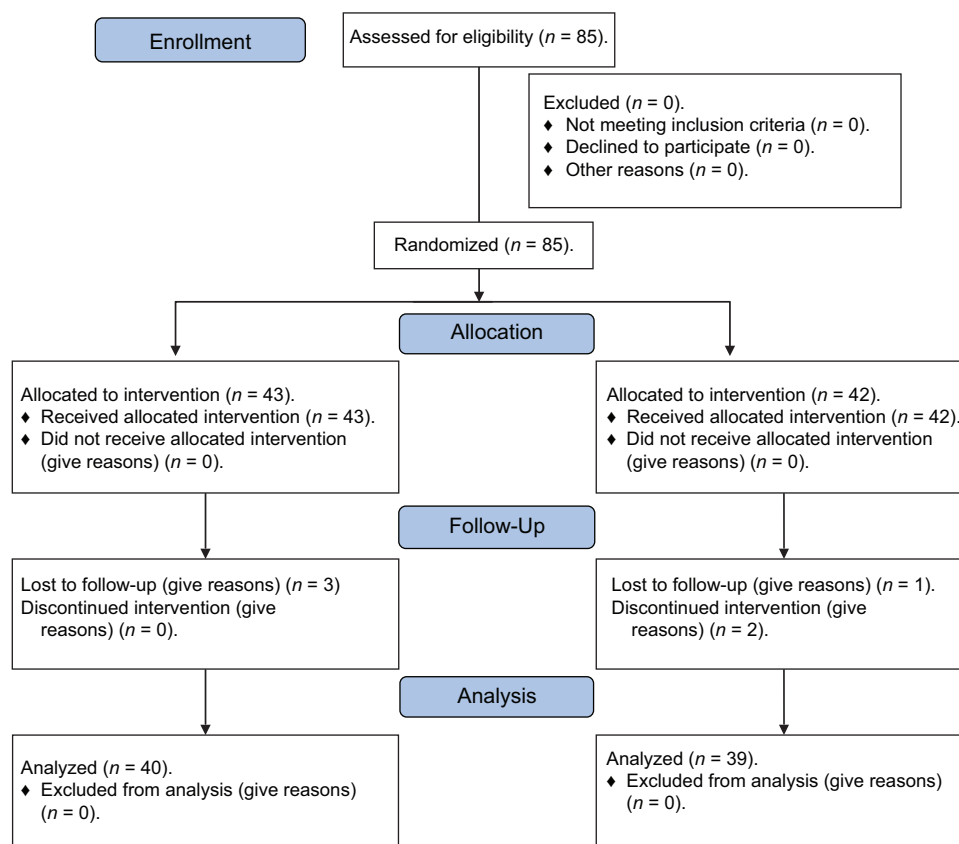 Enrollment
Assessed for eligibility (n = 85).
Excluded (n = 0).
♦ Not meeting inclusion criteria (n = 0).
♦ Declined to participate (n = 0).
♦ Other reasons (n = 0).
Randomized (n = 85).
Allocation
Allocated to intervention (n = 43).
♦ Received allocated intervention (n = 43).
♦ Did not receive allocated intervention
(give reasons) (n = 0).
Allocated to intervention (n = 42).
♦ Received allocated intervention (n = 42).
♦ Did not receive allocated intervention
(give reasons) (n = 0).
Follow-Up
Lost to follow-up (give reasons) (n = 3)
Discontinued intervention (give
reasons) (n = 0).
Lost to follow-up (give reasons) (n = 1).
Discontinued intervention (give
reasons) (n = 2).
Analysis
Analyzed (n = 40).
♦ Excluded from analysis (give reasons)
(n = 0).
Analyzed (n = 39).
♦ Excluded from analysis (give reasons)
(n = 0).